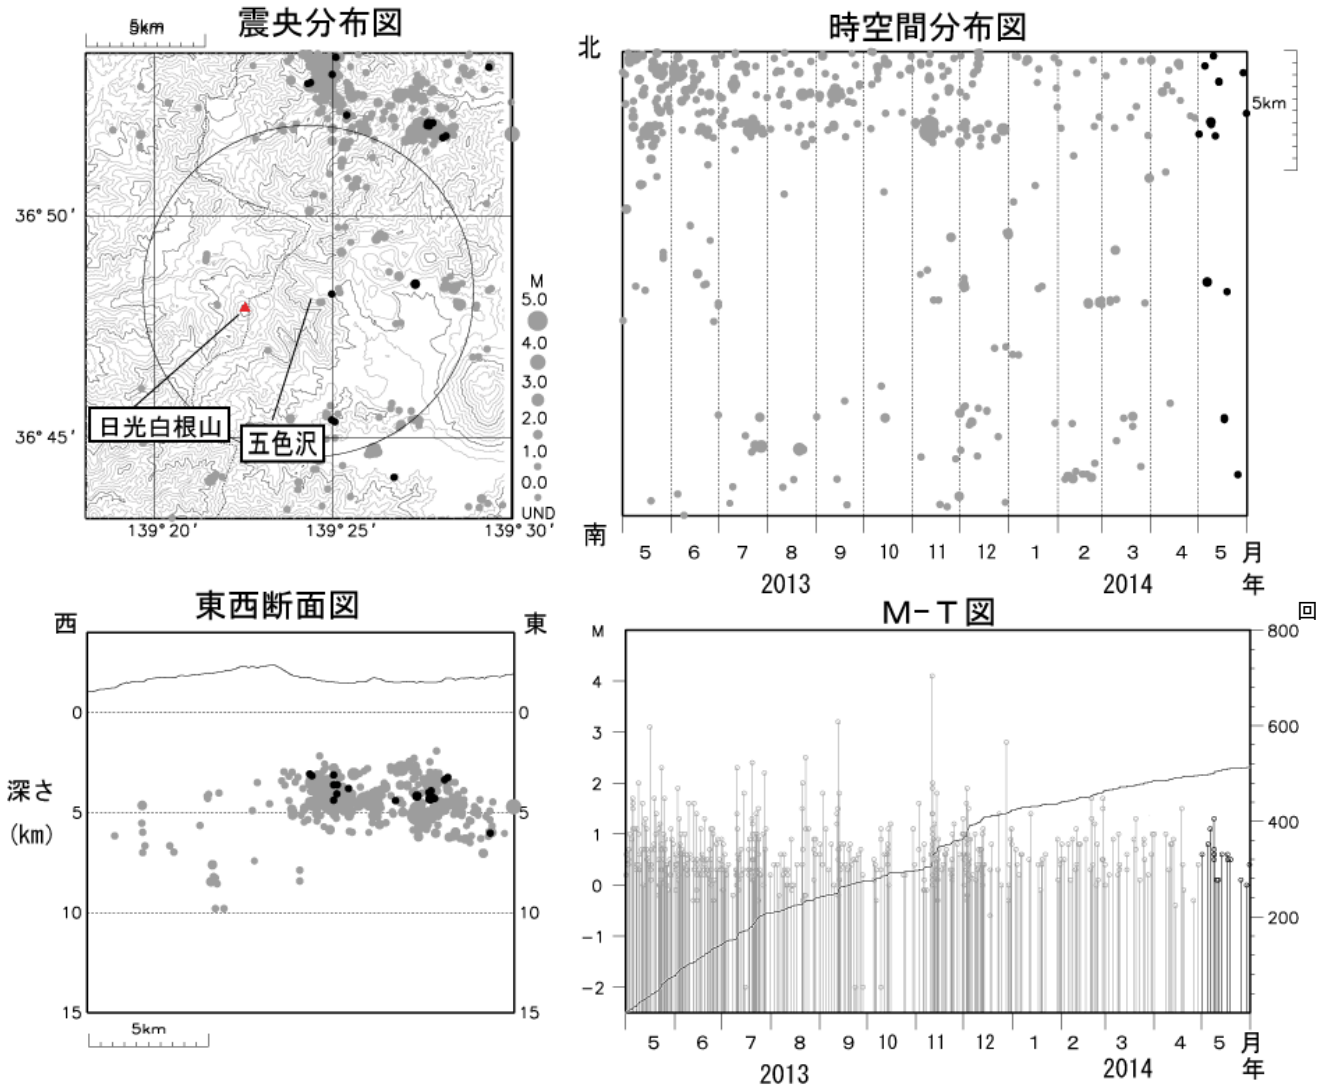 震央分布図
5km
36°50′
36°45′
139°20′
139°25′
139°30′
日光白根山
五色沢
M
5.0
4.0
3.0
2.0
1.0
0.0
UND
時空間分布図
北
南
5km
5 6 7 8 9 10 11 12 1 2 3 4 5 月
2013 2014 年
東西断面図
西 東
0 0
深さ
(km)
5 5
10 10
15 15
5km
M-T図
M 回
4
3
2
1
0
-1
-2
800
600
400
200
5 6 7 8 9 10 11 12 1 2 3 4 5 月
2013 2014 年